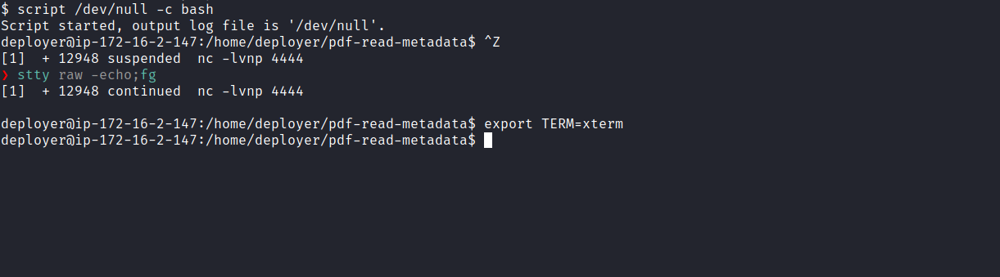 $ script /dev/null -c bash
Script started, output log file is '/dev/null'.
deployer@ip-172-16-2-147:/home/deployer/pdf-read-metadata$ ^Z
[1]  + 12948 suspended  nc -lvnp 4444
❯ stty raw -echo;fg
[1]  + 12948 continued  nc -lvnp 4444
deployer@ip-172-16-2-147:/home/deployer/pdf-read-metadata$ export TERM=xterm
deployer@ip-172-16-2-147:/home/deployer/pdf-read-metadata$